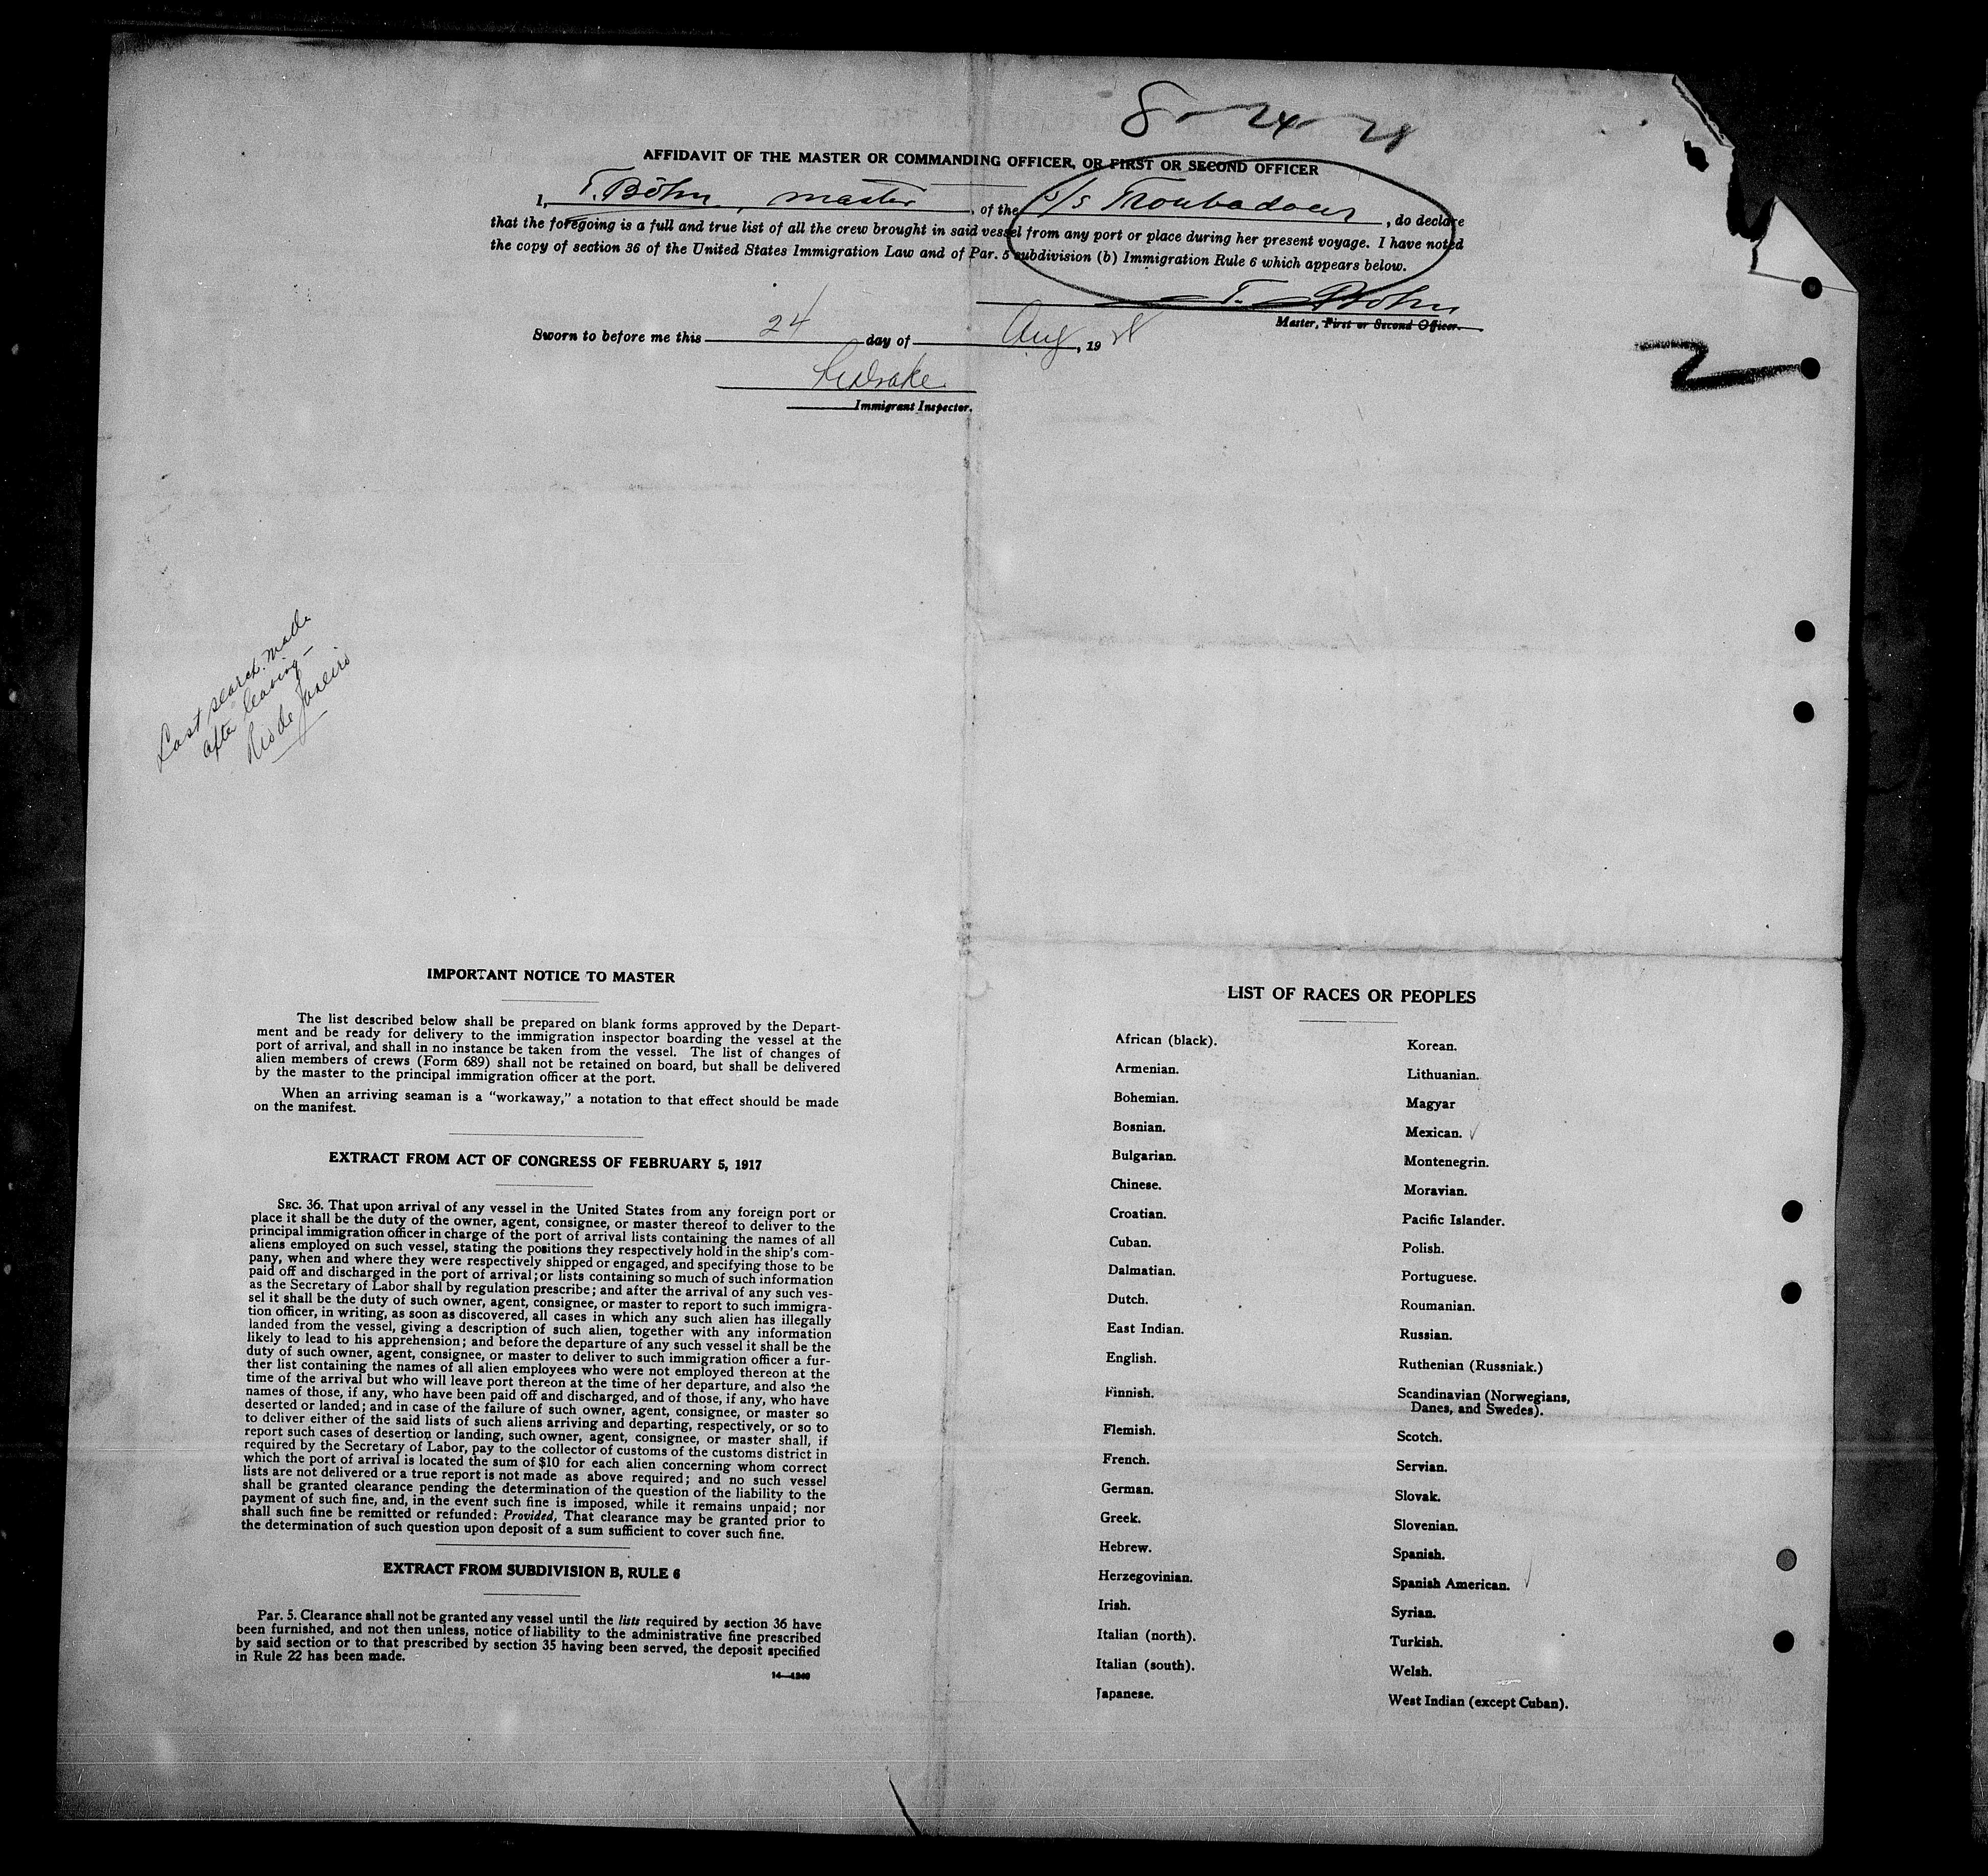 8-24-28
AFFIDAVIT OF THE MASTER OR COMMANDING OFFICER, OR FIRST OR SECOND OFFICER
I, T. Böhn, master, of the s/s Troubadour, do declare
that the foregoing is a full and true list of all the crew brought in said vessel from any port or place during her present voyage. I have noted
the copy of section 36 of the United States Immigration Law and of Par. 5 subdivision (b) Immigration Rule 6 which appears below.
T. Böhn
Master, First or Second Officer.
Sworn to before me this 24 day of Aug, 1928
Drake
Immigrant Inspector.
2
Last search made
after leaving—
Rio de Janeiro
IMPORTANT NOTICE TO MASTER
The list described below shall be prepared on blank forms approved by the Depart-
ment and be ready for delivery to the immigration inspector boarding the vessel at the
port of arrival, and shall in no instance be taken from the vessel. The list of changes of
alien members of crews (Form 689) shall not be retained on board, but shall be delivered
by the master to the principal immigration officer at the port.
When an arriving seaman is a "workaway," a notation to that effect should be made
on the manifest.
EXTRACT FROM ACT OF CONGRESS OF FEBRUARY 5, 1917
SEC. 36. That upon arrival of any vessel in the United States from any foreign port or
place it shall be the duty of the owner, agent, consignee, or master thereof to deliver to the
principal immigration officer in charge of the port of arrival lists containing the names of all
aliens employed on such vessel, stating the positions they respectively hold in the ship's com-
pany, when and where they were respectively shipped or engaged, and specifying those to be
paid off and discharged in the port of arrival; or lists containing so much of such information
as the Secretary of Labor shall by regulation prescribe; and after the arrival of any such ves-
sel it shall be the duty of such owner, agent, consignee, or master to report to such immigra-
tion officer, in writing, as soon as discovered, all cases in which any such alien has illegally
landed from the vessel, giving a description of such alien, together with any information
likely to lead to his apprehension; and before the departure of any such vessel it shall be the
duty of such owner, agent, consignee, or master to deliver to such immigration officer a fur-
ther list containing the names of all alien employees who were not employed thereon at the
time of the arrival but who will leave port thereon at the time of her departure, and also the
names of those, if any, who have been paid off and discharged, and of those, if any, who have
deserted or landed; and in case of the failure of such owner, agent, consignee, or master so
to deliver either of the said lists of such aliens arriving and departing, respectively, or so to
report such cases of desertion or landing, such owner, agent, consignee, or master shall, if
required by the Secretary of Labor, pay to the collector of customs of the customs district in
which the port of arrival is located the sum of $10 for each alien concerning whom correct
lists are not delivered or a true report is not made as above required; and no such vessel
shall be granted clearance pending the determination of the question of the liability to the
payment of such fine, and, in the event such fine is imposed, while it remains unpaid; nor
shall such fine be remitted or refunded: Provided, That clearance may be granted prior to
the determination of such question upon deposit of a sum sufficient to cover such fine.
EXTRACT FROM SUBDIVISION B, RULE 6
Par. 5. Clearance shall not be granted any vessel until the lists required by section 36 have
been furnished, and not then unless, notice of liability to the administrative fine prescribed
by said section or to that prescribed by section 35 having been served, the deposit specified
in Rule 22 has been made.
14—1240
LIST OF RACES OR PEOPLES
African (black).
Armenian.
Bohemian.
Bosnian.
Bulgarian.
Chinese.
Croatian.
Cuban.
Dalmatian.
Dutch.
East Indian.
English.
Finnish.
Flemish.
French.
German.
Greek.
Hebrew.
Herzegovinian.
Irish.
Italian (north).
Italian (south).
Japanese.
Korean.
Lithuanian.
Magyar
Mexican. ✓
Montenegrin.
Moravian.
Pacific Islander.
Polish.
Portuguese.
Roumanian.
Russian.
Ruthenian (Russniak.)
Scandinavian (Norwegians,
Danes, and Swedes).
Scotch.
Servian.
Slovak.
Slovenian.
Spanish.
Spanish American. ✓
Syrian.
Turkish.
Welsh.
West Indian (except Cuban).